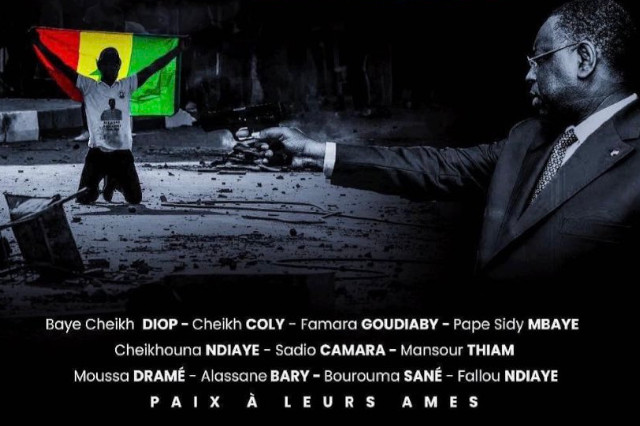 Baye Cheikh DIOP - Cheikh COLY - Famara GOUDIABY - Pape Sidy MBAYE
Cheikhouna NDIAYE - Sadio CAMARA - Mansour THIAM
Moussa DRAMÉ - Alassane BARY - Bourouma SANÉ - Fallou NDIAYE
PAIX À LEURS AMES